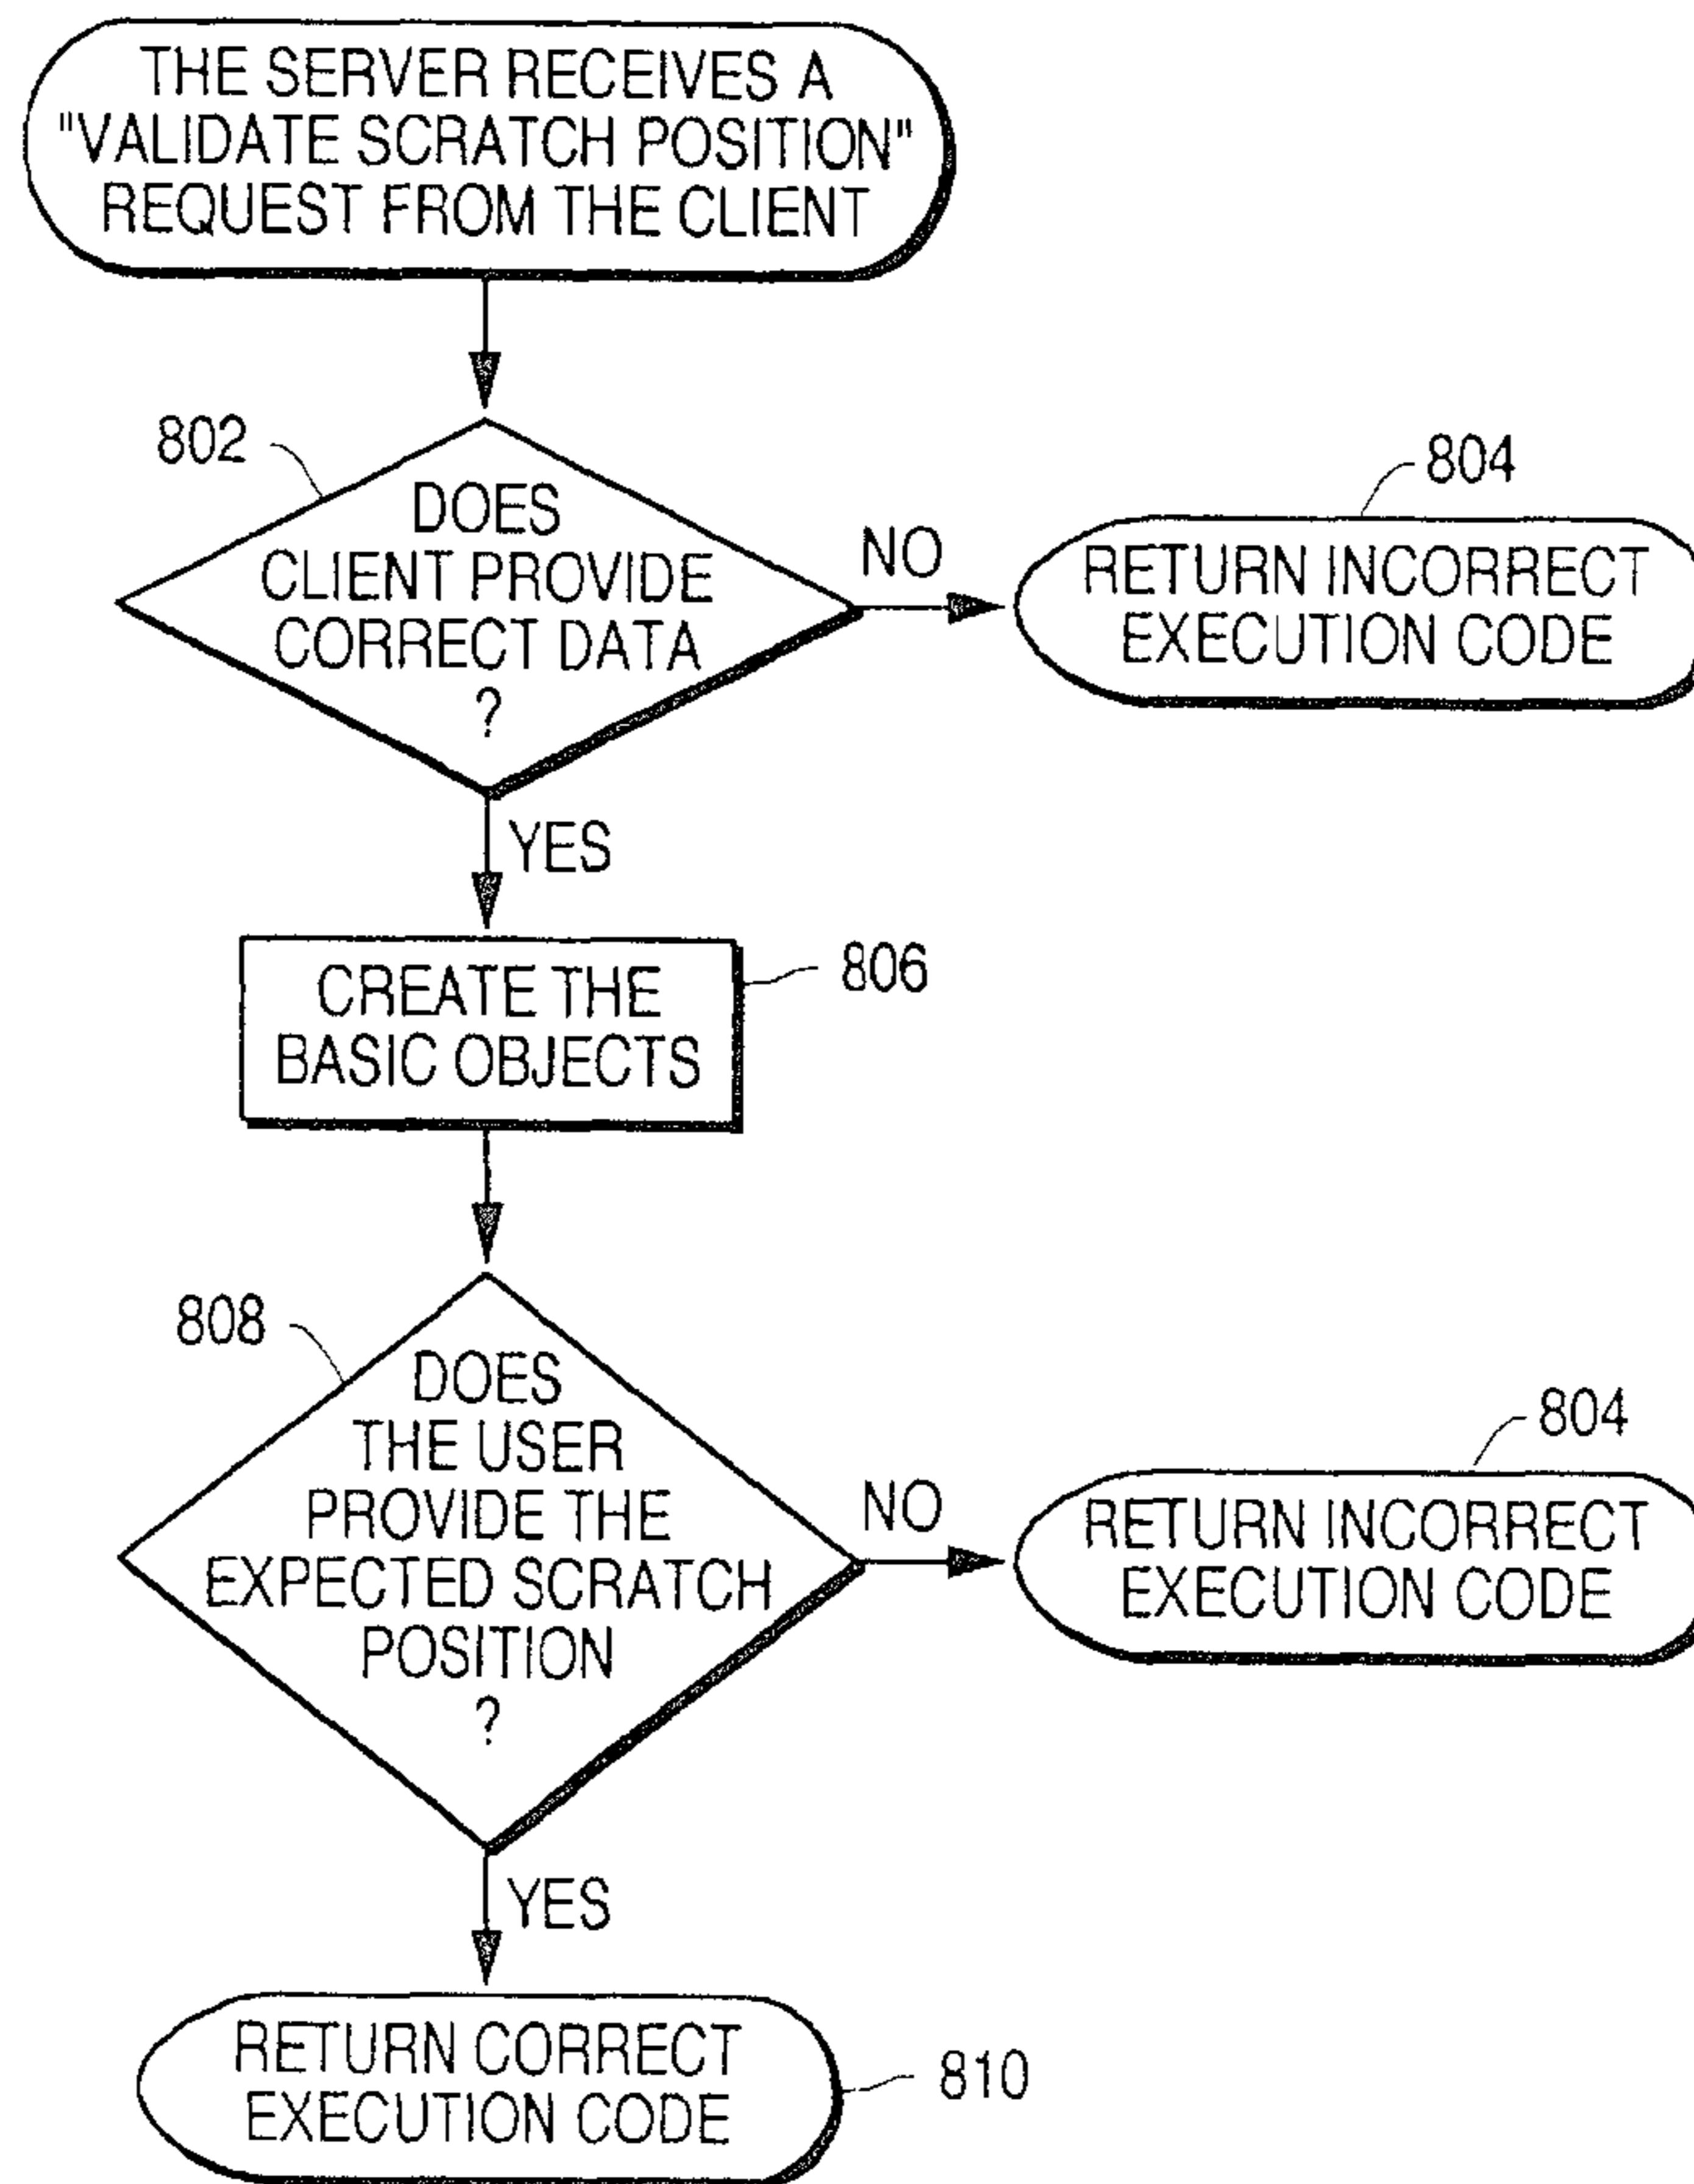 THE SERVER RECEIVES A
"VALIDATE SCRATCH POSITION"
REQUEST FROM THE CLIENT
802
DOES
CLIENT PROVIDE
CORRECT DATA
?
NO
804
RETURN INCORRECT
EXECUTION CODE
YES
CREATE THE
BASIC OBJECTS
806
808
DOES
THE USER
PROVIDE THE
EXPECTED SCRATCH
POSITION
?
NO
804
RETURN INCORRECT
EXECUTION CODE
YES
RETURN CORRECT
EXECUTION CODE
810